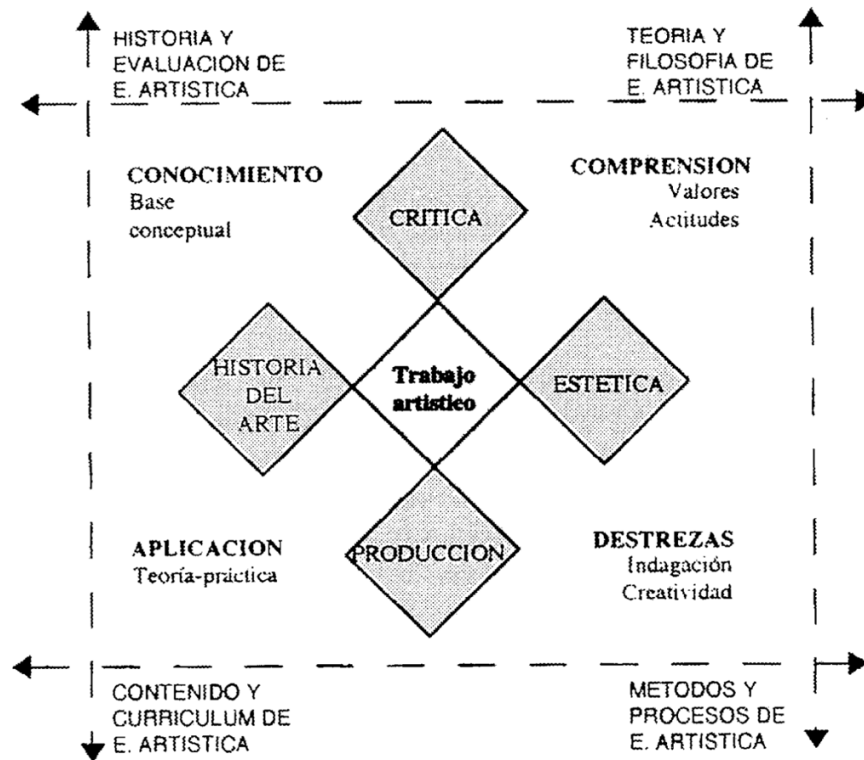 HISTORIA Y
EVALUACION DE
E. ARTISTICA
TEORIA Y
FILOSOFIA DE
E. ARTISTICA
CONOCIMIENTO
Base
conceptual
COMPRENSION
Valores
Actitudes
CRITICA
HISTORIA
DEL
ARTE
Trabajo
artistico
ESTETICA
APLICACION
Teoría-práctica
PRODUCCION
DESTREZAS
Indagación
Creatividad
CONTENIDO Y
CURRICULUM DE
E. ARTISTICA
METODOS Y
PROCESOS DE
E. ARTISTICA